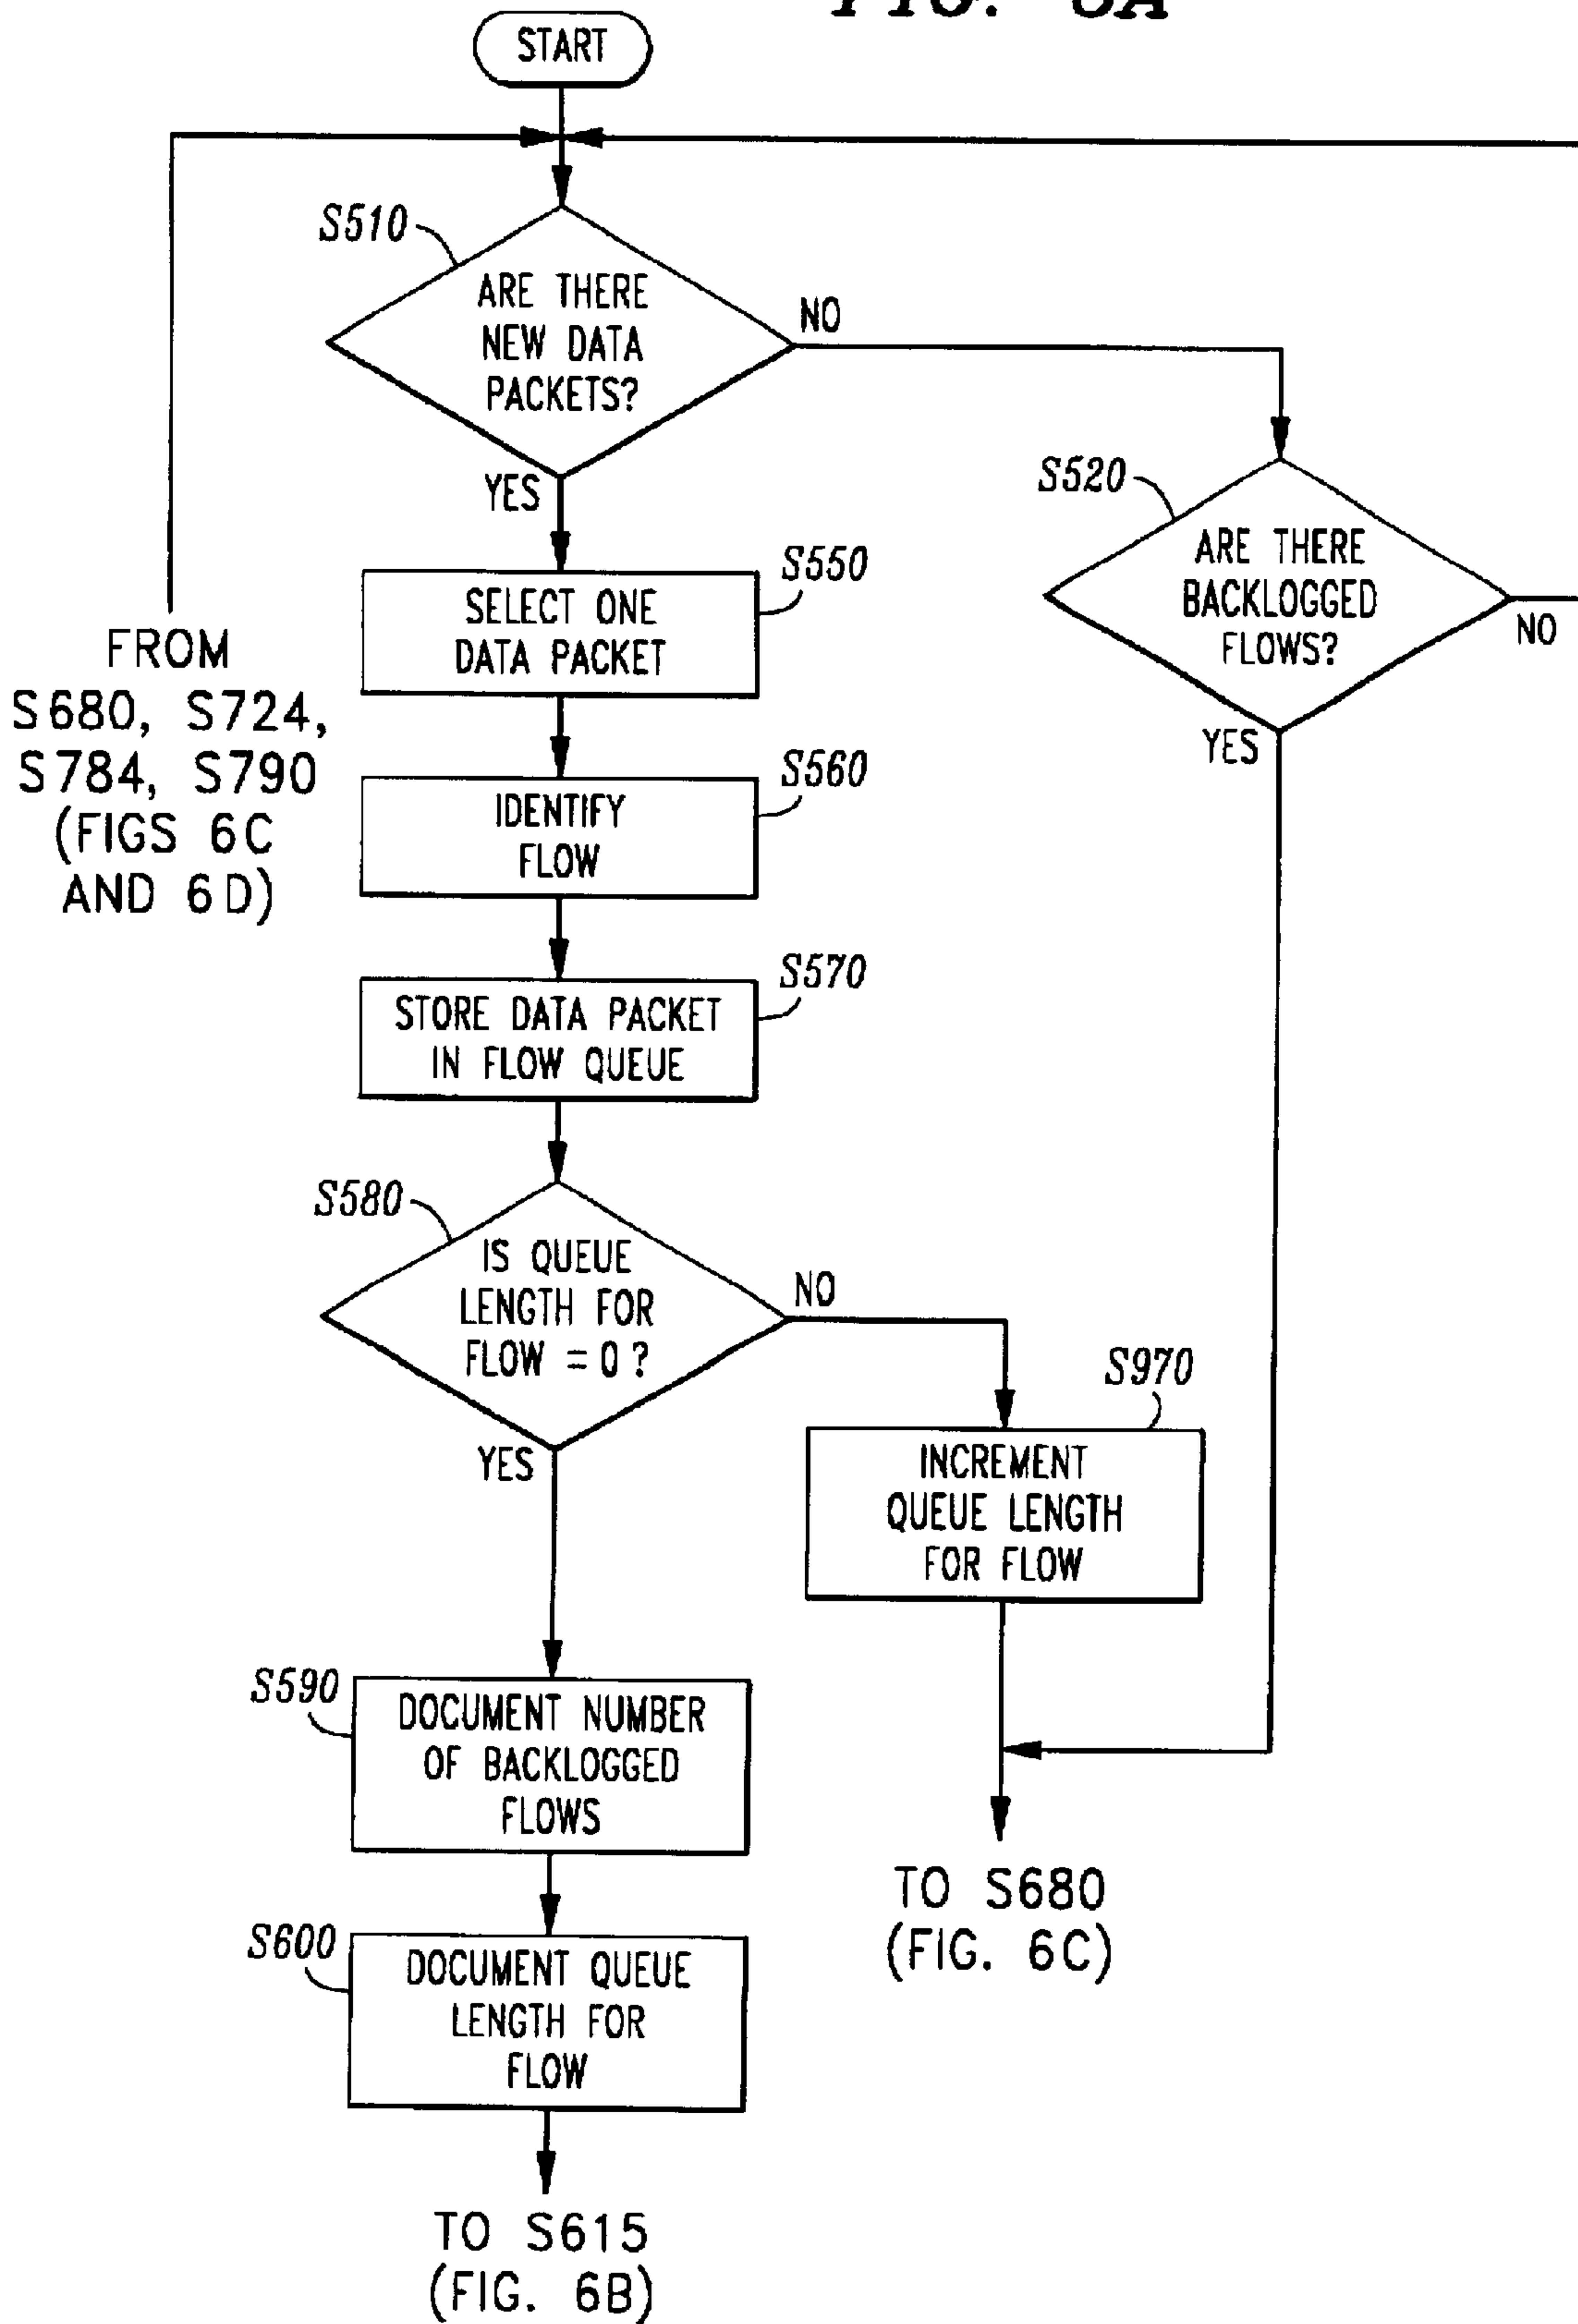 FIG. 6A
START
S510
ARE THERE
NEW DATA
PACKETS?
NO
YES
S520
ARE THERE
BACKLOGGED
FLOWS?
NO
YES
S550
SELECT ONE
DATA PACKET
FROM
S680, S724,
S784, S790
(FIGS 6C
AND 6D)
S560
IDENTIFY
FLOW
S570
STORE DATA PACKET
IN FLOW QUEUE
S580
IS QUEUE
LENGTH FOR
FLOW = 0 ?
NO
YES
S970
INCREMENT
QUEUE LENGTH
FOR FLOW
S590
DOCUMENT NUMBER
OF BACKLOGGED
FLOWS
TO S680
(FIG. 6C)
S600
DOCUMENT QUEUE
LENGTH FOR
FLOW
TO S615
(FIG. 6B)